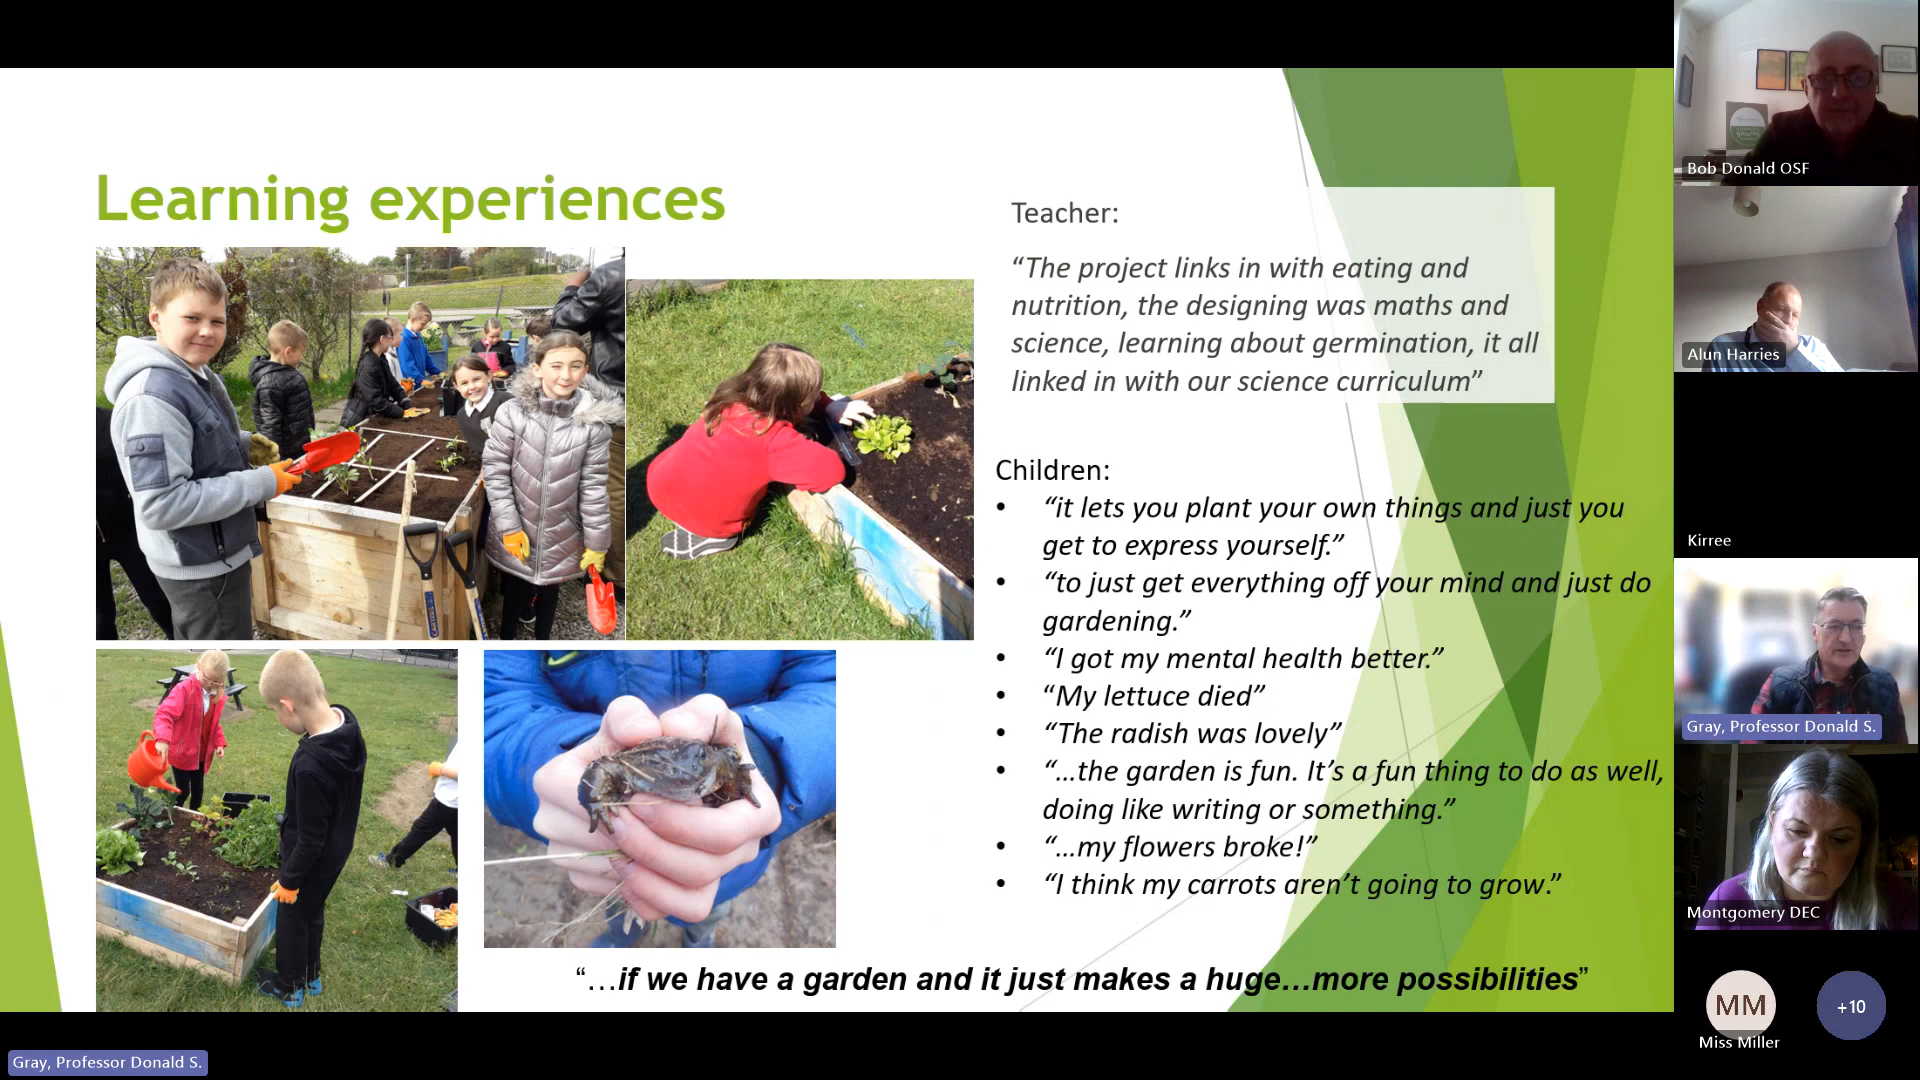 Learning experiences
Teacher:
“The project links in with eating and
nutrition, the designing was maths and
science, learning about germination, it all
linked in with our science curriculum”
Children:
• “it lets you plant your own things and just you
get to express yourself.”
• “to just get everything off your mind and just do
gardening.”
• “I got my mental health better.”
• “My lettuce died”
• “The radish was lovely”
• “…the garden is fun. It’s a fun thing to do as well,
doing like writing or something.”
• “…my flowers broke!”
• “I think my carrots aren’t going to grow.”
“…if we have a garden and it just makes a huge…more possibilities”
Gray, Professor Donald S.
Bob Donald OSF
Alun Harries
Kirree
Gray, Professor Donald S.
Montgomery DEC
MM
Miss Miller
+10